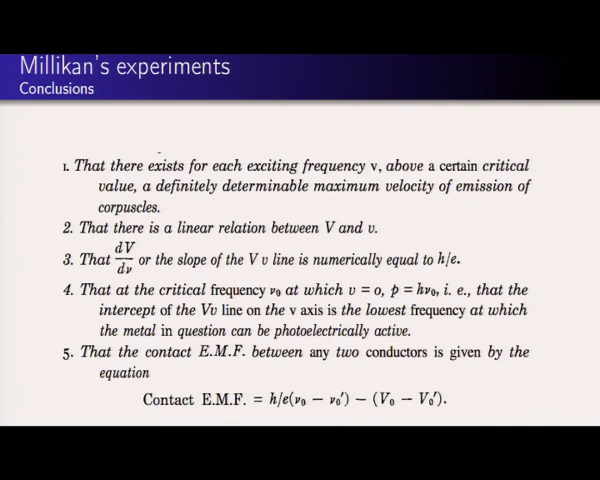 Millikan's experiments
Conclusions
1. That there exists for each exciting frequency ν, above a certain critical
value, a definitely determinable maximum velocity of emission of
corpuscles.
2. That there is a linear relation between V and υ.
3. That dV/dν or the slope of the V υ line is numerically equal to h/e.
4. That at the critical frequency ν₀ at which υ = o, p = hν₀, i. e., that the
intercept of the Vυ line on the ν axis is the lowest frequency at which
the metal in question can be photoelectrically active.
5. That the contact E.M.F. between any two conductors is given by the
equation
Contact E.M.F. = h/e(ν₀ − ν₀′) − (V₀ − V₀′).